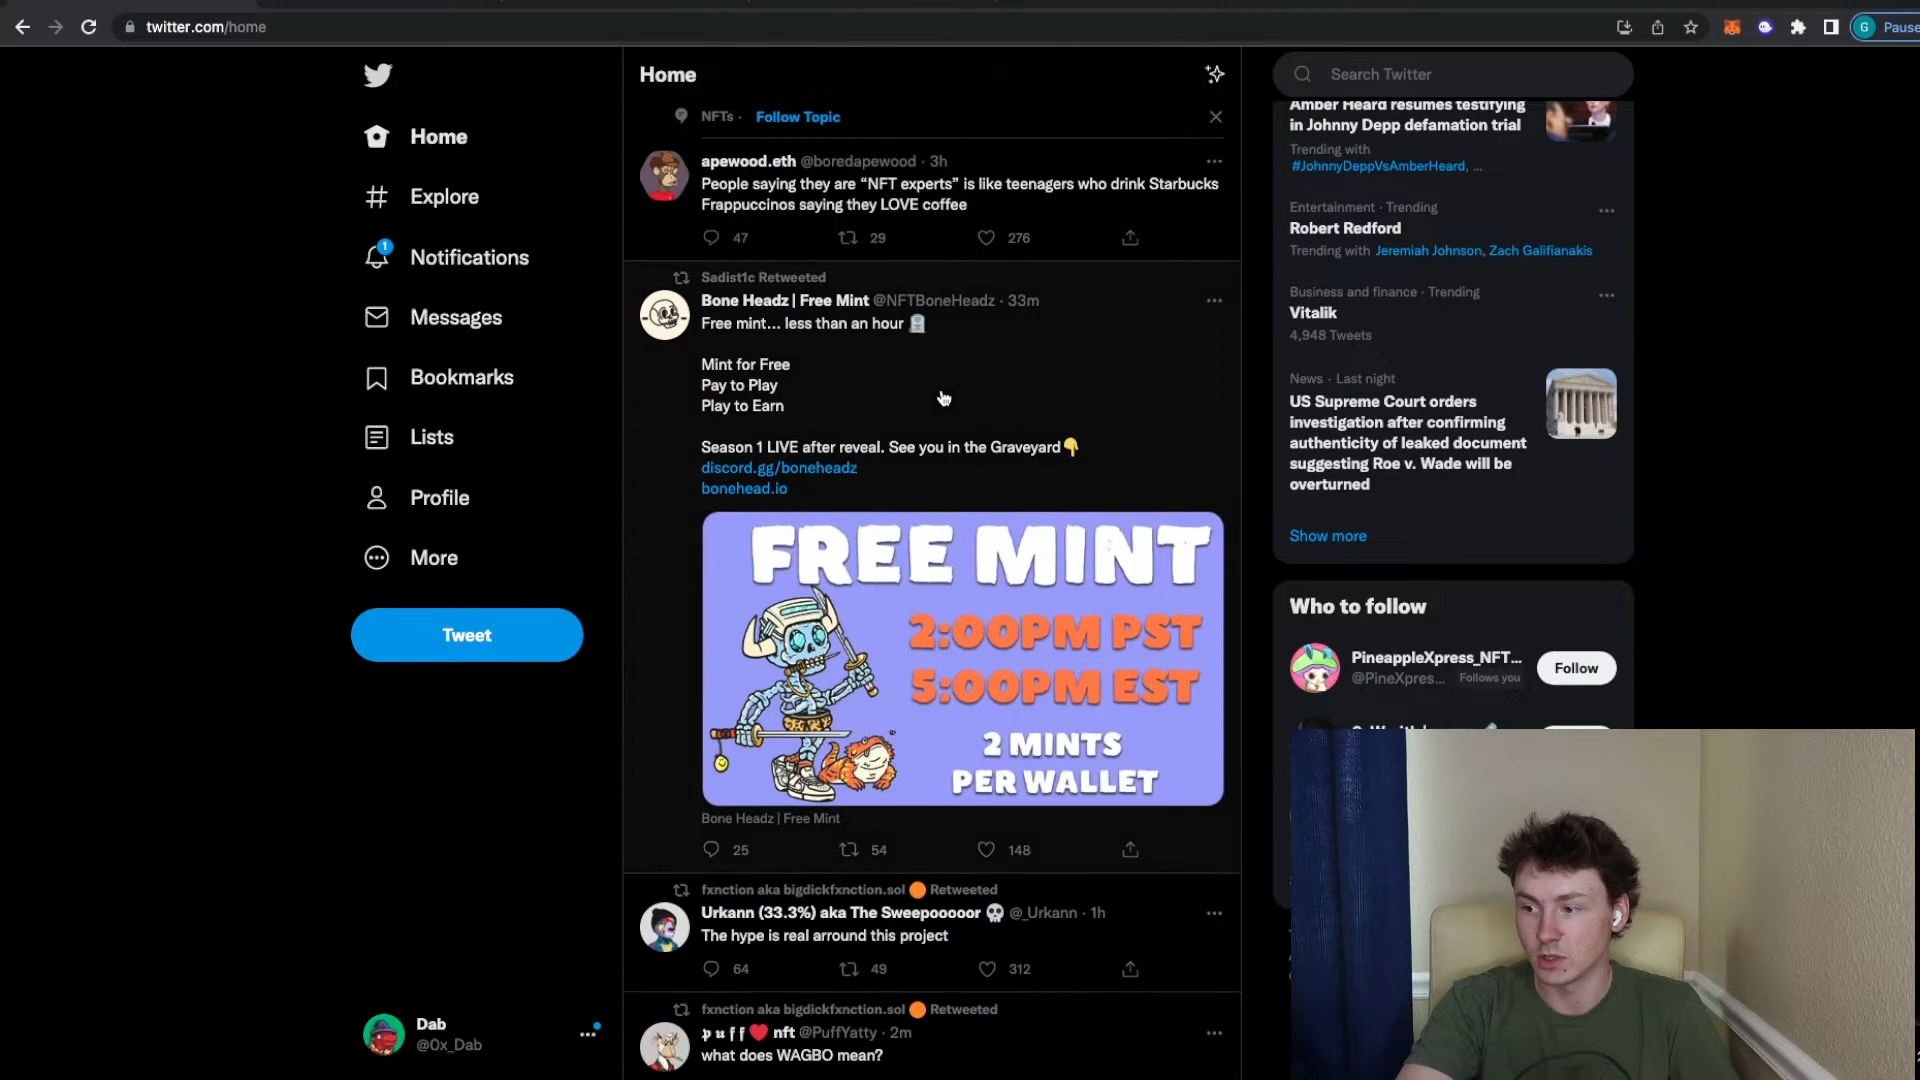 twitter.com/home
G
Pause
Home
Explore
1
Notifications
Messages
Bookmarks
Lists
Profile
More
Tweet
Dab
@0x_Dab
Home
NFTs · Follow Topic
apewood.eth @boredapewood · 3h
People saying they are “NFT experts” is like teenagers who drink Starbucks
Frappuccinos saying they LOVE coffee
47 29 276
Sadist1c Retweeted
Bone Headz | Free Mint @NFTBoneHeadz · 33m
Free mint... less than an hour 🪦
Mint for Free
Pay to Play
Play to Earn
Season 1 LIVE after reveal. See you in the Graveyard👇
discord.gg/boneheadz
bonehead.io
FREE MINT
2:00PM PST
5:00PM EST
2 MINTS
PER WALLET
Bone Headz | Free Mint
25 54 148
fxnction aka bigdickfxnction.sol 🟠 Retweeted
Urkann (33.3%) aka The Sweepooooor 💀 @_Urkann · 1h
The hype is real arround this project
64 49 312
fxnction aka bigdickfxnction.sol 🟠 Retweeted
𝖕 𝖚 𝖋 𝖋 ❤️ nft @PuffYatty · 2m
what does WAGBO mean?
Search Twitter
Amber Heard resumes testifying
in Johnny Depp defamation trial
Trending with
#JohnnyDeppVsAmberHeard, ...
Entertainment · Trending
Robert Redford
Trending with Jeremiah Johnson, Zach Galifianakis
Business and finance · Trending
Vitalik
4,948 Tweets
News · Last night
US Supreme Court orders
investigation after confirming
authenticity of leaked document
suggesting Roe v. Wade will be
overturned
Show more
Who to follow
PineappleXpress_NFT...
@PineXpres... Follows you
Follow